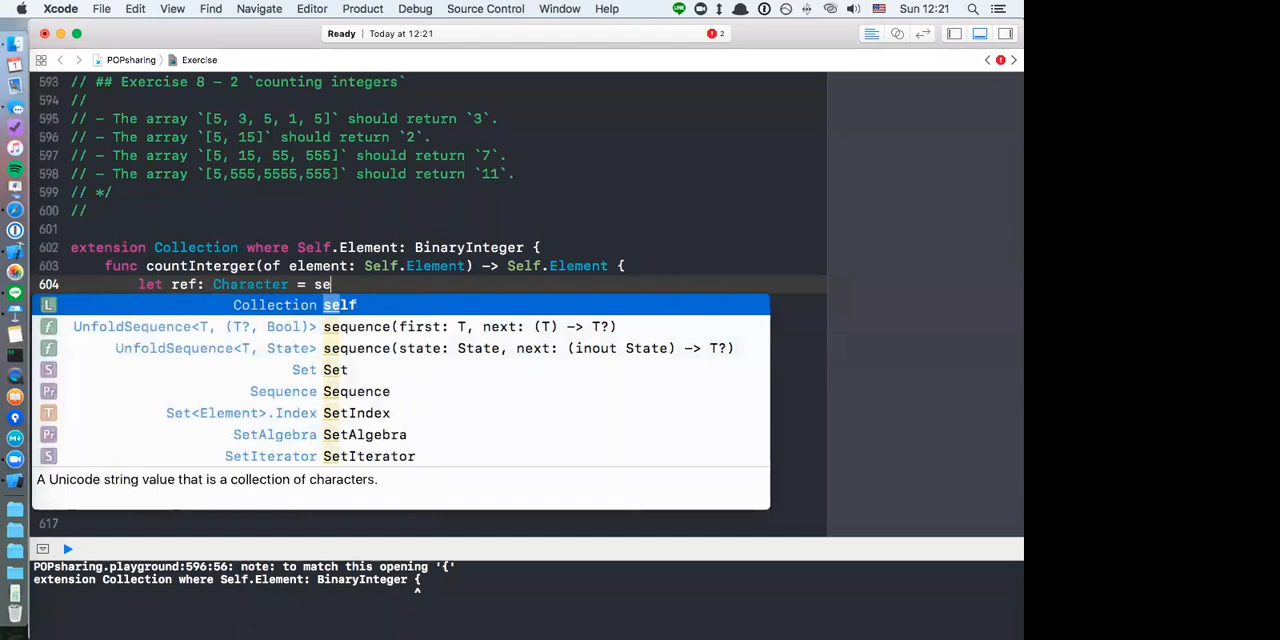 Xcode File Edit View Find Navigate Editor Product Debug Source Control Window Help Sun 12:21
Ready | Today at 12:21 2
POPsharing Exercise
593 // ## Exercise 8 - 2 `counting integers`
594 //
595 // - The array `[5, 3, 5, 1, 5]` should return `3`.
596 // - The array `[5, 15]` should return `2`.
597 // - The array `[5, 15, 55, 555]` should return `7`.
598 // - The array `[5,555,5555,555]` should return `11`.
599 // */
600 //
601
602 extension Collection where Self.Element: BinaryInteger {
603 func countInterger(of element: Self.Element) -> Self.Element {
604 let ref: Character = se
L Collection self
f UnfoldSequence<T, (T?, Bool)> sequence(first: T, next: (T) -> T?)
f UnfoldSequence<T, State> sequence(state: State, next: (inout State) -> T?)
S Set Set
Pr Sequence Sequence
T Set<Element>.Index SetIndex
Pr SetAlgebra SetAlgebra
S SetIterator SetIterator
A Unicode string value that is a collection of characters.
617
POPsharing.playground:596:56: note: to match this opening '{'
extension Collection where Self.Element: BinaryInteger {
^